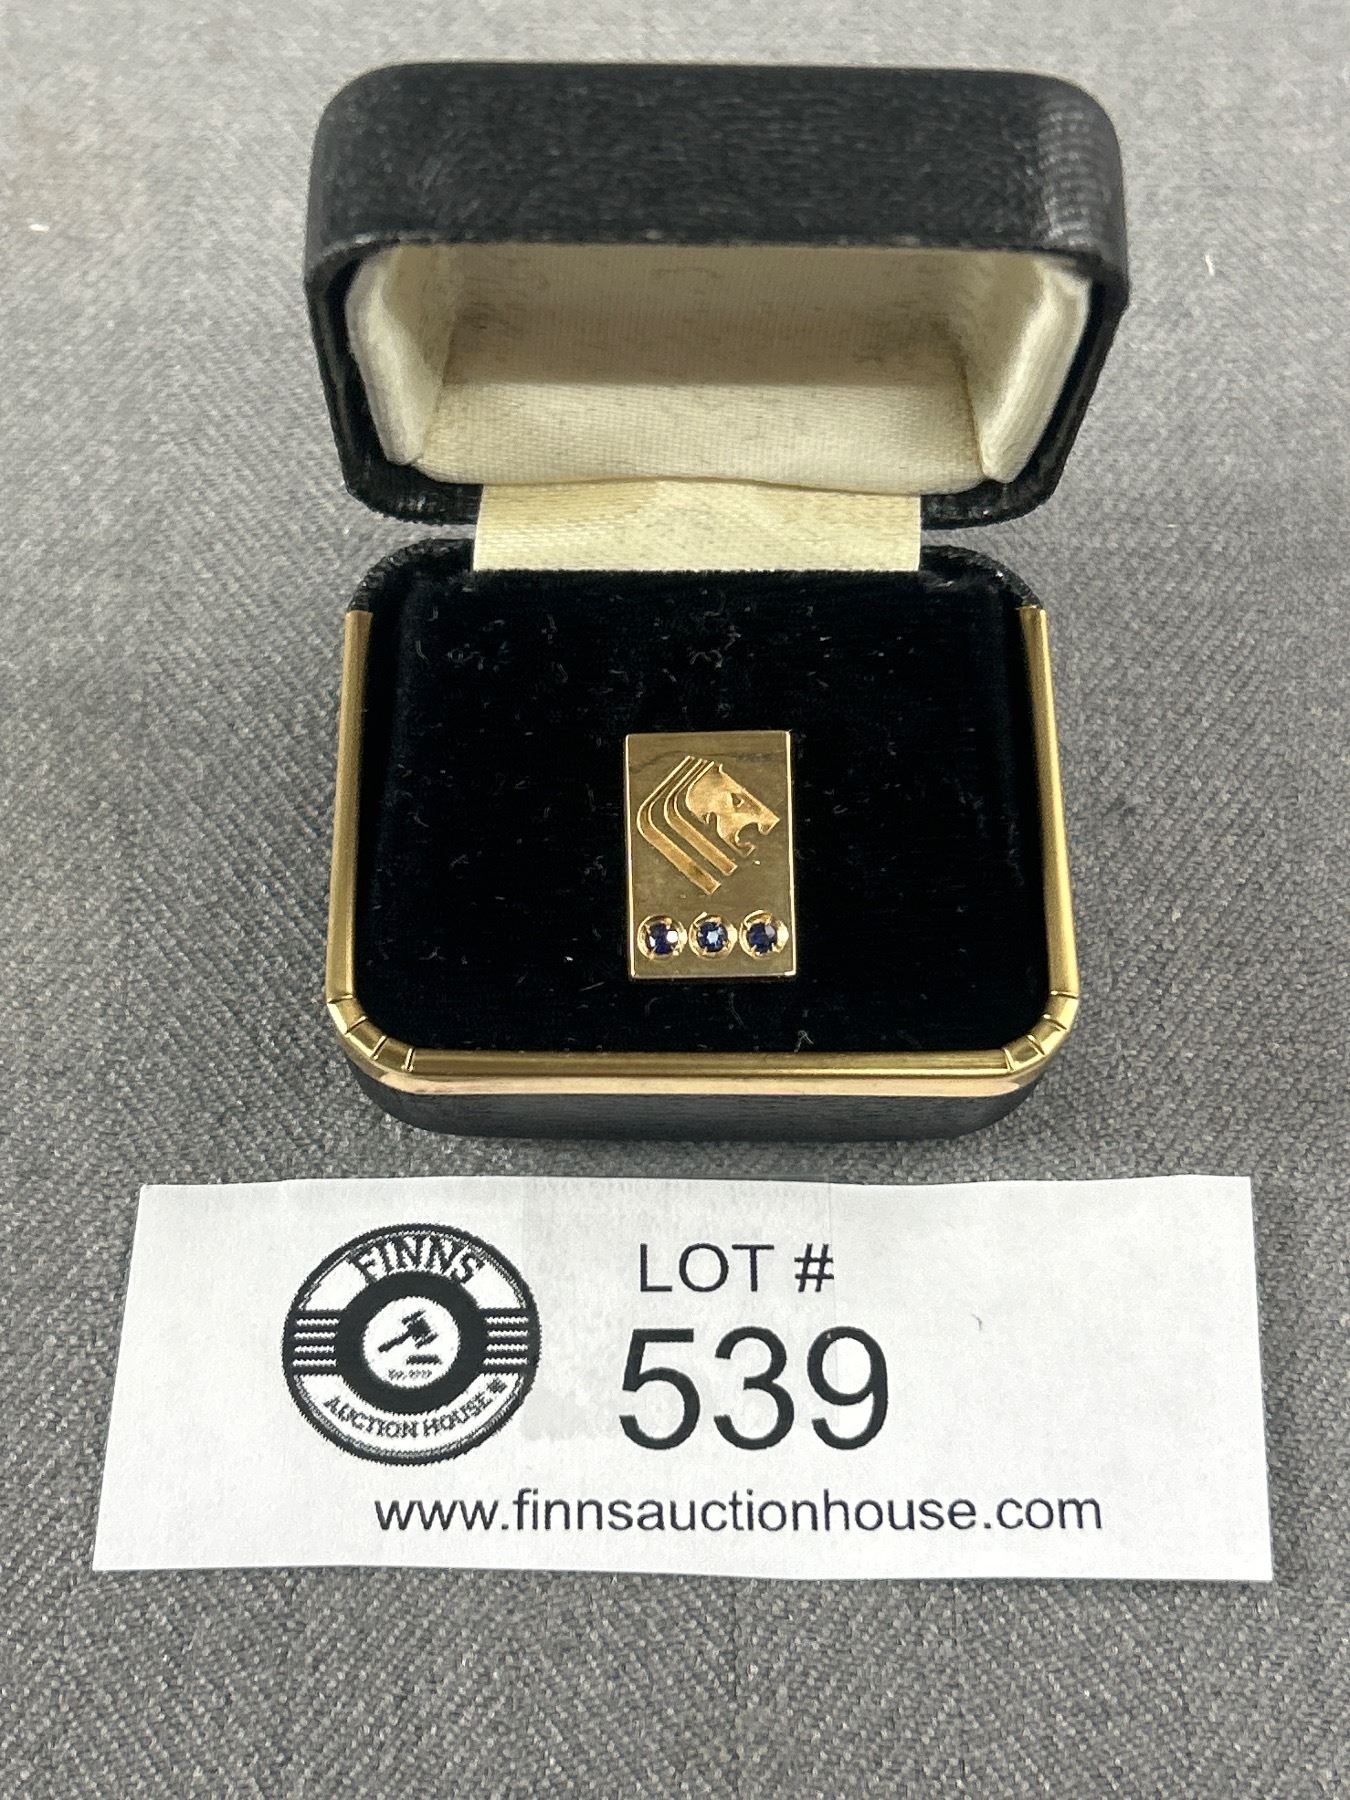 FINNS
AUCTION HOUSE
LOT #
539
www.finnsauctionhouse.com